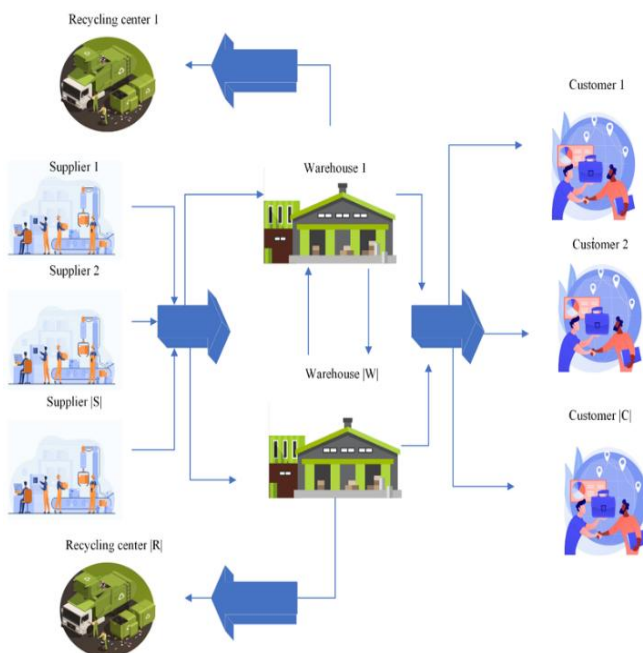 Recycling center 1
Customer 1
Supplier 1
Warehouse 1
Supplier 2
Customer 2
Warehouse |W|
Supplier |S|
Customer |C|
Recycling center |R|